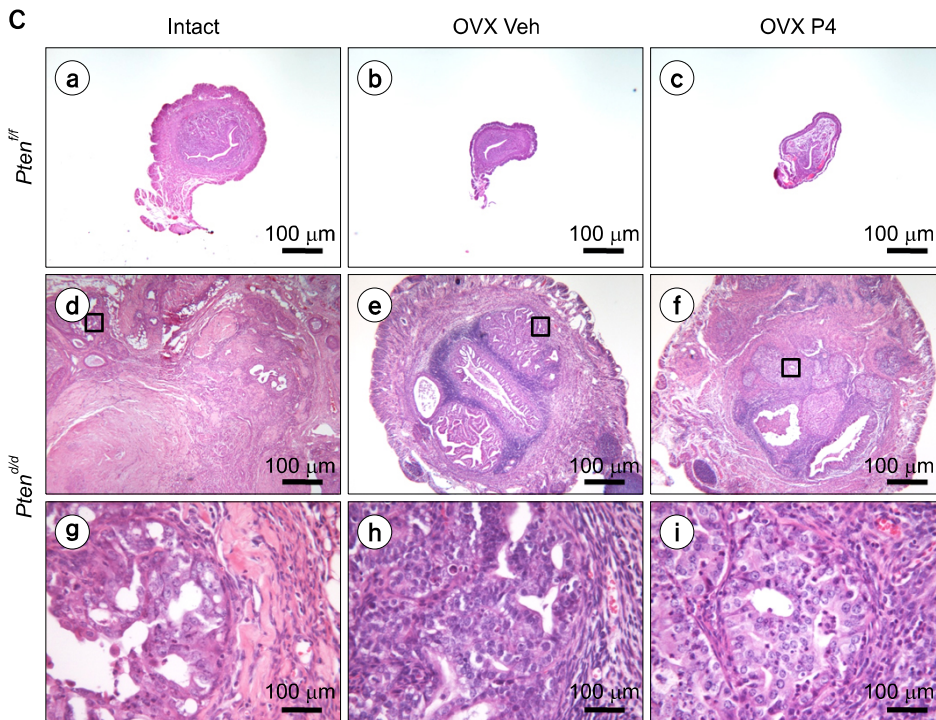 C
Intact OVX Veh OVX P4
Pten^f/f
a b c
100 µm 100 µm 100 µm
Pten^d/d
d e f
100 µm 100 µm 100 µm
g h i
100 µm 100 µm 100 µm